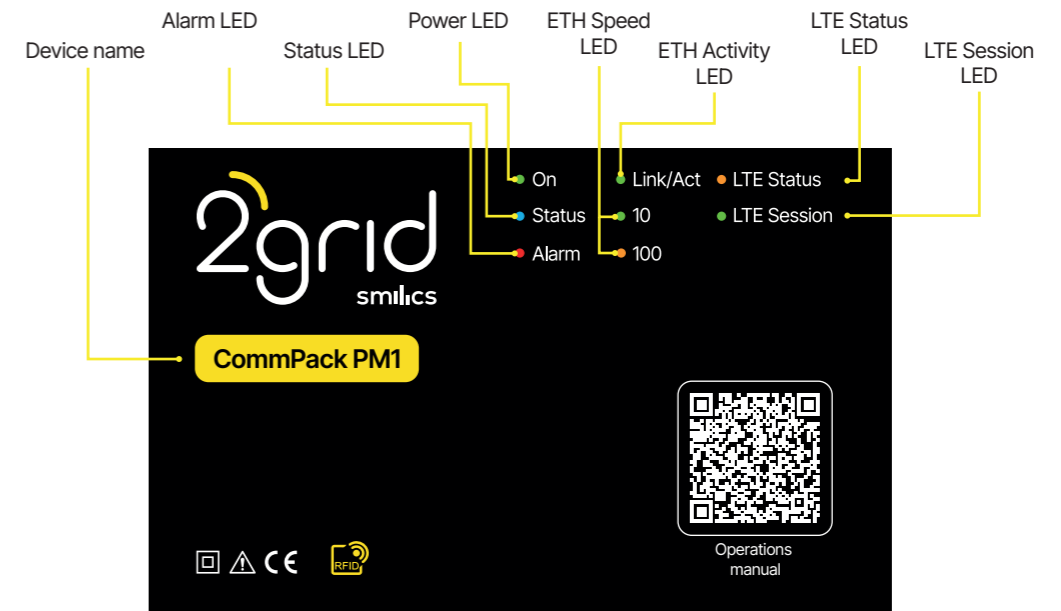 Alarm LED
Power LED
ETH Speed
LED
LTE Status
LED
Device name
Status LED
ETH Activity
LED
LTE Session
LED
On
Link/Act
LTE Status
Status
10
LTE Session
Alarm
100
2grid
smilics
CommPack PM1
Operations
manual
CE
RFID